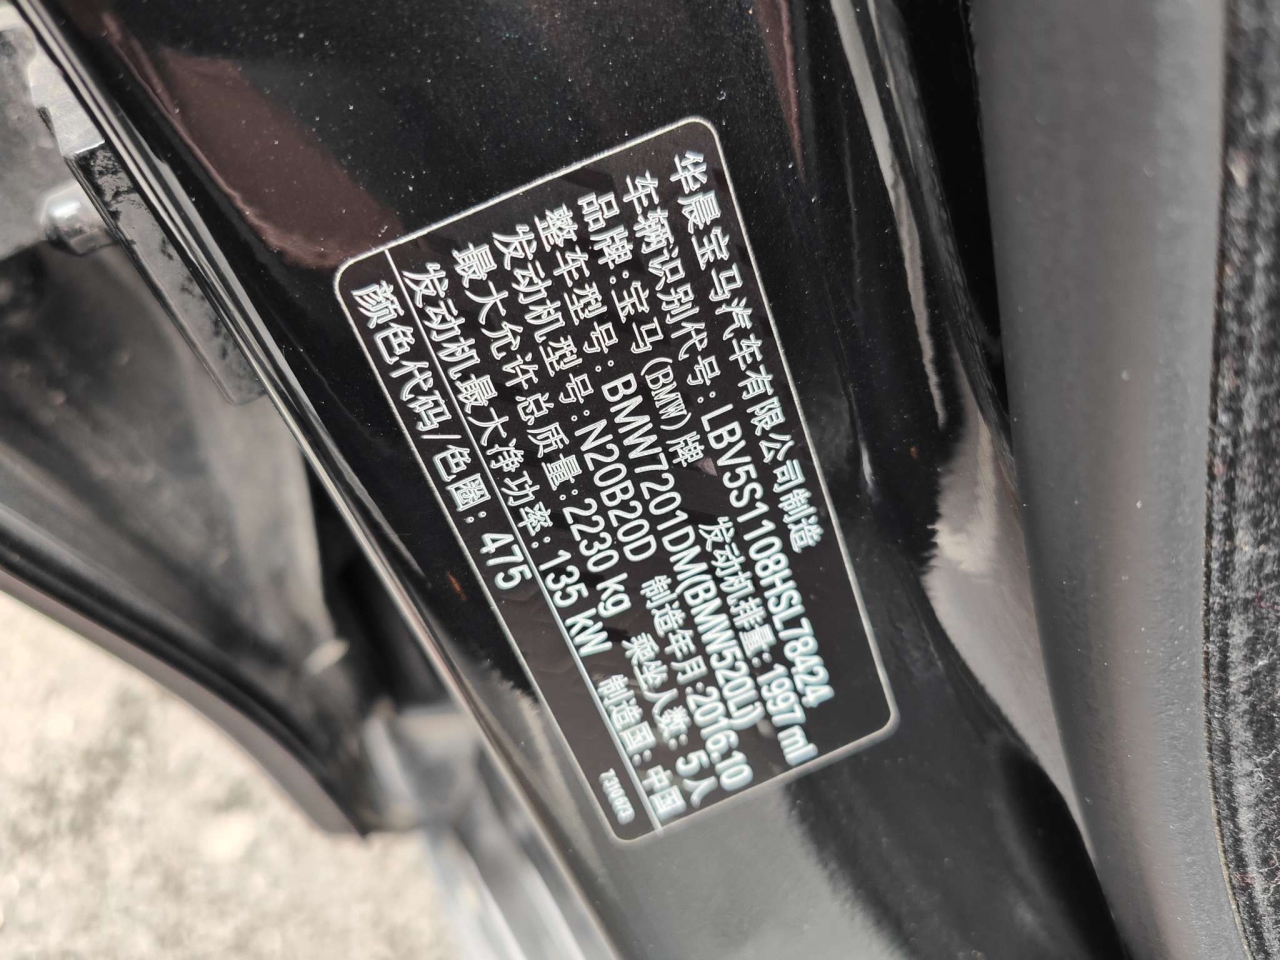 华晨宝马汽车有限公司制造
车辆识别代号:LBV5S1108HSL78424
品牌:宝马(BMW)牌 发动机排量:1997ml
整车型号:BMW7201DM(BMW520Li)
发动机型号:N20B20D 制造年月:2016.10
最大允许总质量:2230 kg 乘坐人数:5人
发动机最大净功率:135 kW 制造国:中国
颜色代码/色圈:475 7310673